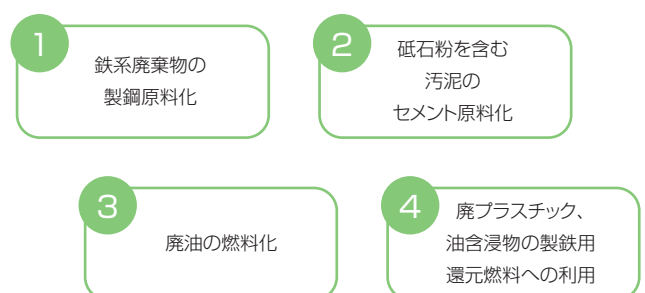 1
鉄系廃棄物の
製鋼原料化
2
砥石粉を含む
汚泥の
セメント原料化
3
廃油の燃料化
4
廃プラスチック、
油含浸物の製鉄用
還元燃料への利用